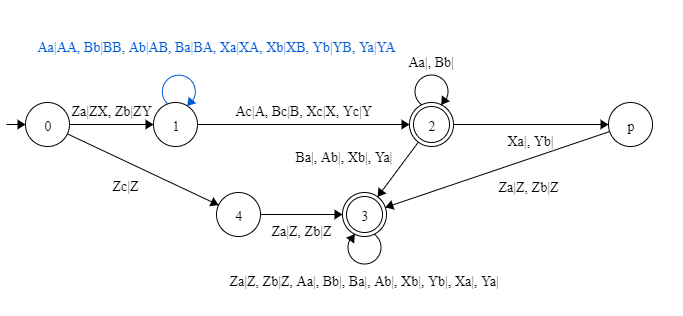 Aa|AA, Bb|BB, Ab|AB, Ba|BA, Xa|XA, Xb|XB, Yb|YB, Ya|YA
Aa|, Bb|
Za|ZX, Zb|ZY
Ac|A, Bc|B, Xc|X, Yc|Y
0
1
2
p
Xa|, Yb|
Ba|, Ab|, Xb|, Ya|
Zc|Z
Za|Z, Zb|Z
4
3
Za|Z, Zb|Z
Za|Z, Zb|Z, Aa|, Bb|, Ba|, Ab|, Xb|, Yb|, Xa|, Ya|